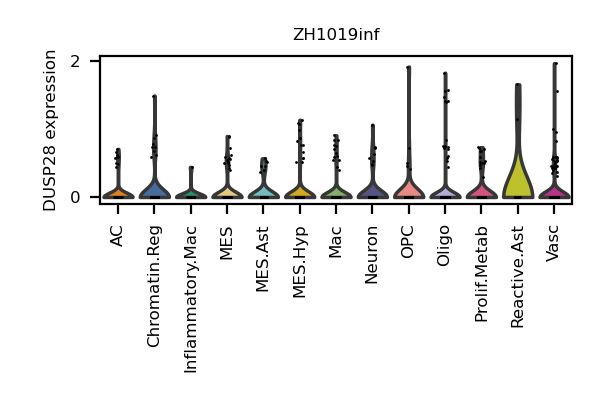 ZH1019inf
DUSP28 expression
2
0
AC
Chromatin.Reg
Inflammatory.Mac
MES
MES.Ast
MES.Hyp
Mac
Neuron
OPC
Oligo
Prolif.Metab
Reactive.Ast
Vasc